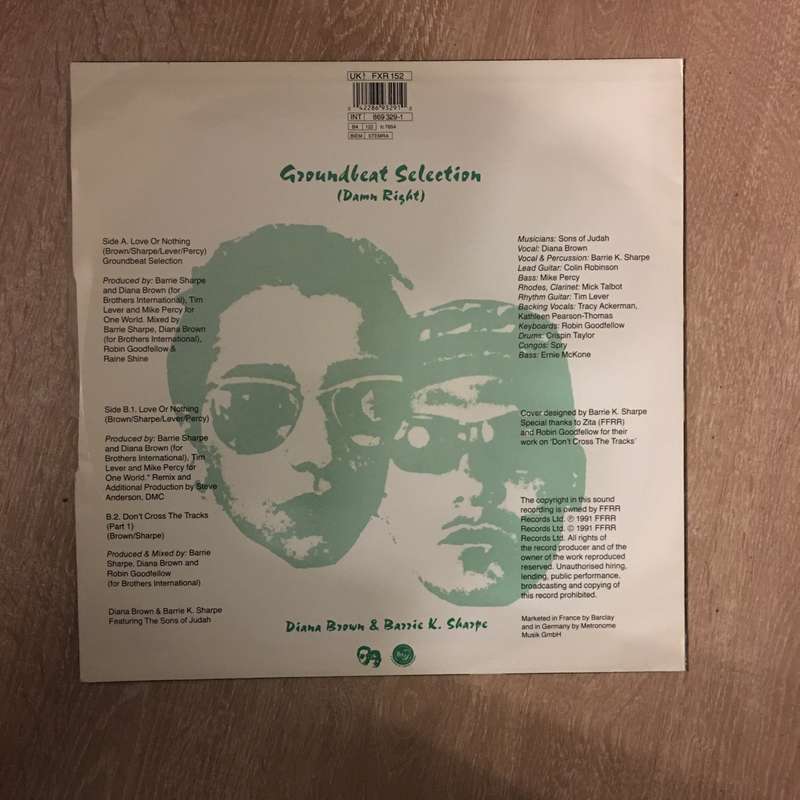 UK: FXR 152
0 42286 93291
INT 869 329-1
BIEM STEMRA
Groundbeat Selection
(Damn Right)
Side A. Love Or Nothing
(Brown/Sharpe/Lever/Percy)
Groundbeat Selection
Produced by: Barrie Sharpe
and Diana Brown (for
Brothers International), Tim
Lever and Mike Percy for
One World. Mixed by
Barrie Sharpe, Diana Brown
(for Brothers International),
Robin Goodfellow &
Raine Shine
Side B.1. Love Or Nothing
(Brown/Sharpe/Lever/Percy)
Produced by: Barrie Sharpe
and Diana Brown (for
Brothers International), Tim
Lever and Mike Percy for
One World." Remix and
Additional Production by Steve
Anderson, DMC
B.2. Don't Cross The Tracks
(Part 1)
(Brown/Sharpe)
Produced & Mixed by: Barrie
Sharpe, Diana Brown and
Robin Goodfellow
(for Brothers International)
Diana Brown & Barrie K. Sharpe
Featuring The Sons of Judah
Musicians: Sons of Judah
Vocal: Diana Brown
Vocal & Percussion: Barrie K. Sharpe
Lead Guitar: Colin Robinson
Bass: Mike Percy
Rhodes, Clarinet: Mick Talbot
Rhythm Guitar: Tim Lever
Backing Vocals: Tracy Ackerman,
Kathleen Pearson-Thomas
Keyboards: Robin Goodfellow
Drums: Crispin Taylor
Congos: Spry
Bass: Ernie McKone
Cover designed by Barrie K. Sharpe
Special thanks to Zita (FFRR)
and Robin Goodfellow for their
work on 'Don't Cross The Tracks'
The copyright in this sound
recording is owned by FFRR
Records Ltd. ℗ 1991 FFRR
Records Ltd. © 1991 FFRR
Records Ltd. All rights of
the record producer and of the
owner of the work reproduced
reserved. Unauthorised hiring,
lending, public performance,
broadcasting and copying of
this record prohibited.
Marketed in France by Barclay
and in Germany by Metronome
Musik GmbH
Diana Brown & Barrie K. Sharpe